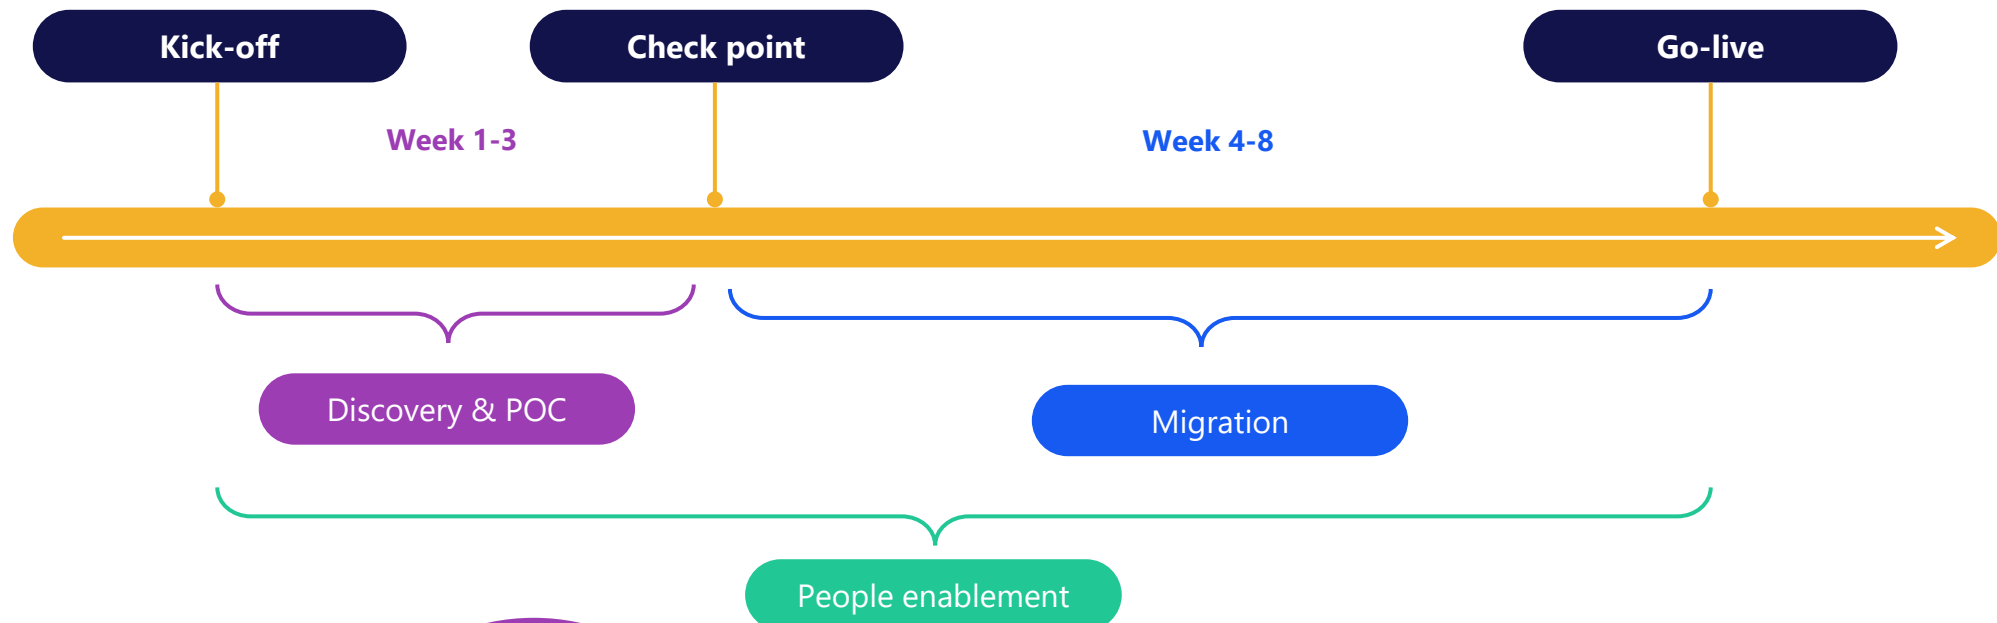 Kick-off
Check point
Go-live
Week 1-3
Week 4-8
Discovery & POC
Migration
People enablement